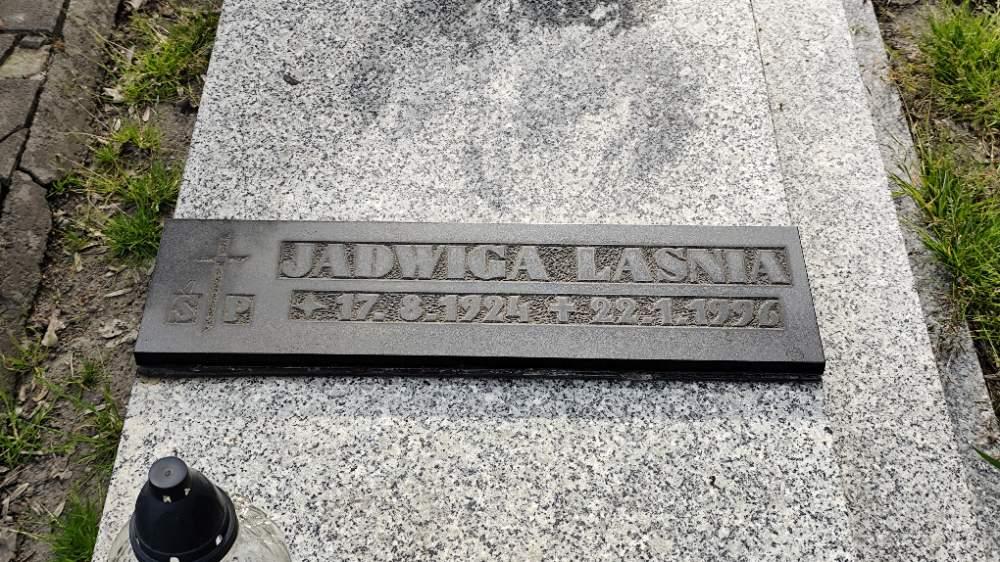 JADWIGA LASNIA
Ś P
✦ 17. 8. 1924 ✝ 22. 1. 1996